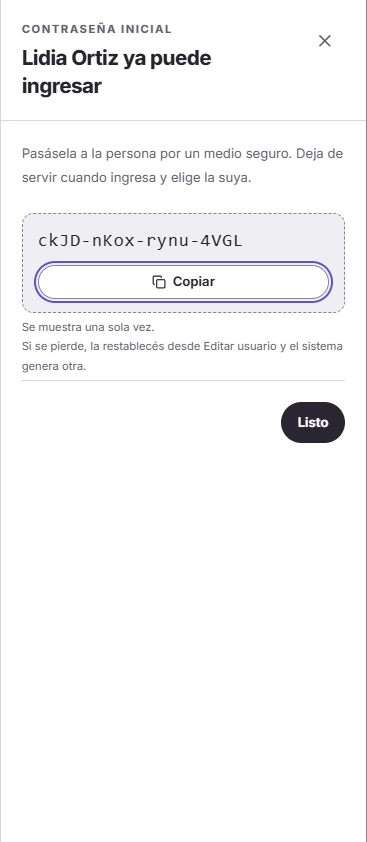 CONTRASEÑA INICIAL
Lidia Ortiz ya puede
ingresar
Pasásela a la persona por un medio seguro. Deja de
servir cuando ingresa y elige la suya.
ckJD-nKox-rynu-4VGL
Copiar
Se muestra una sola vez.
Si se pierde, la restablecés desde Editar usuario y el sistema
genera otra.
Listo